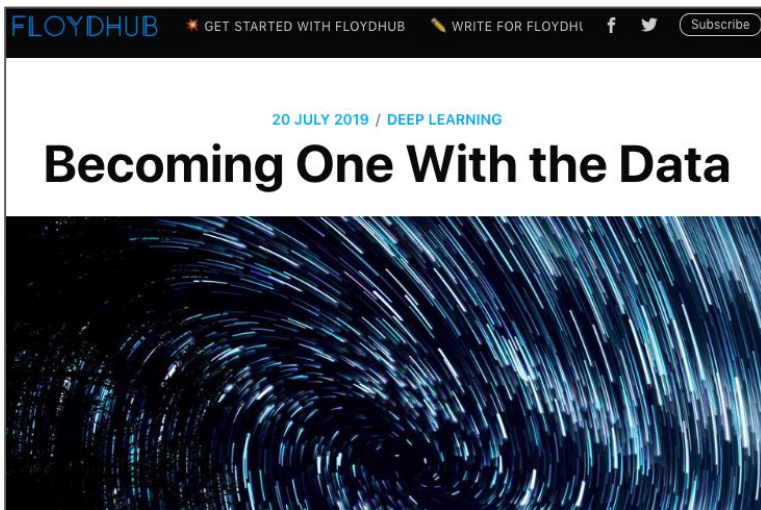 FLOYDHUB 💥 GET STARTED WITH FLOYDHUB ✏️ WRITE FOR FLOYDHU Subscribe
20 JULY 2019 / DEEP LEARNING
Becoming One With the Data